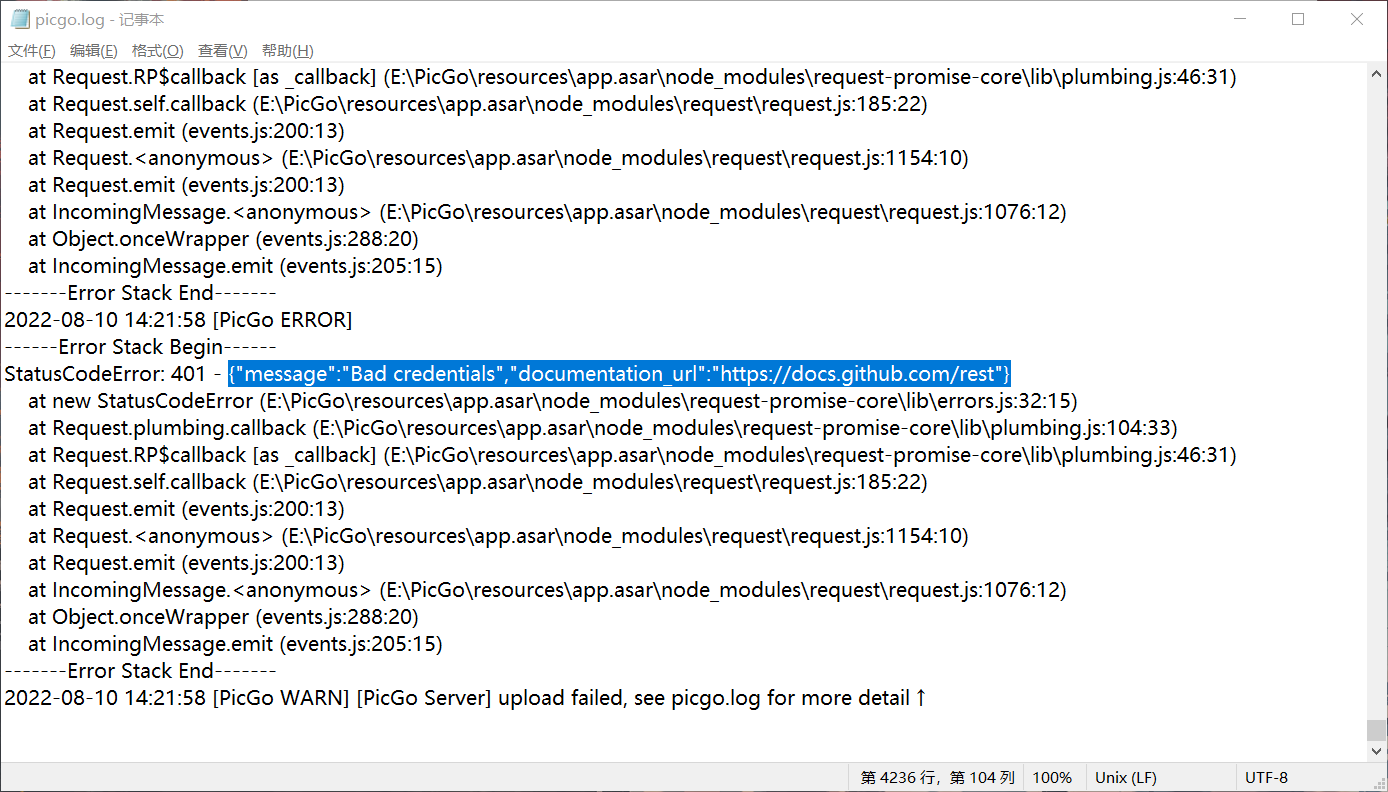 picgo.log - 记事本
文件(F) 编辑(E) 格式(O) 查看(V) 帮助(H)
at Request.RP$callback [as _callback] (E:\PicGo\resources\app.asar\node_modules\request-promise-core\lib\plumbing.js:46:31)
at Request.self.callback (E:\PicGo\resources\app.asar\node_modules\request\request.js:185:22)
at Request.emit (events.js:200:13)
at Request.<anonymous> (E:\PicGo\resources\app.asar\node_modules\request\request.js:1154:10)
at Request.emit (events.js:200:13)
at IncomingMessage.<anonymous> (E:\PicGo\resources\app.asar\node_modules\request\request.js:1076:12)
at Object.onceWrapper (events.js:288:20)
at IncomingMessage.emit (events.js:205:15)
-------Error Stack End-------
2022-08-10 14:21:58 [PicGo ERROR]
------Error Stack Begin------
StatusCodeError: 401 - {"message":"Bad credentials","documentation_url":"https://docs.github.com/rest"}
at new StatusCodeError (E:\PicGo\resources\app.asar\node_modules\request-promise-core\lib\errors.js:32:15)
at Request.plumbing.callback (E:\PicGo\resources\app.asar\node_modules\request-promise-core\lib\plumbing.js:104:33)
at Request.RP$callback [as _callback] (E:\PicGo\resources\app.asar\node_modules\request-promise-core\lib\plumbing.js:46:31)
at Request.self.callback (E:\PicGo\resources\app.asar\node_modules\request\request.js:185:22)
at Request.emit (events.js:200:13)
at Request.<anonymous> (E:\PicGo\resources\app.asar\node_modules\request\request.js:1154:10)
at Request.emit (events.js:200:13)
at IncomingMessage.<anonymous> (E:\PicGo\resources\app.asar\node_modules\request\request.js:1076:12)
at Object.onceWrapper (events.js:288:20)
at IncomingMessage.emit (events.js:205:15)
-------Error Stack End-------
2022-08-10 14:21:58 [PicGo WARN] [PicGo Server] upload failed, see picgo.log for more detail ↑
第 4236 行，第 104 列 100% Unix (LF) UTF-8